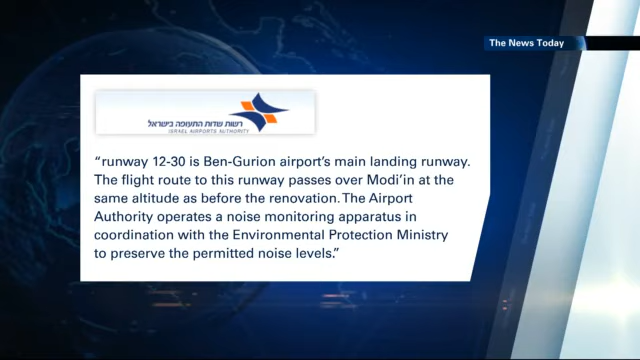 The News Today
רשות שדות התעופה בישראל
ISRAEL AIRPORTS AUTHORITY
“runway 12-30 is Ben-Gurion airport’s main landing runway.
The flight route to this runway passes over Modi’in at the
same altitude as before the renovation. The Airport
Authority operates a noise monitoring apparatus in
coordination with the Environmental Protection Ministry
to preserve the permitted noise levels.”